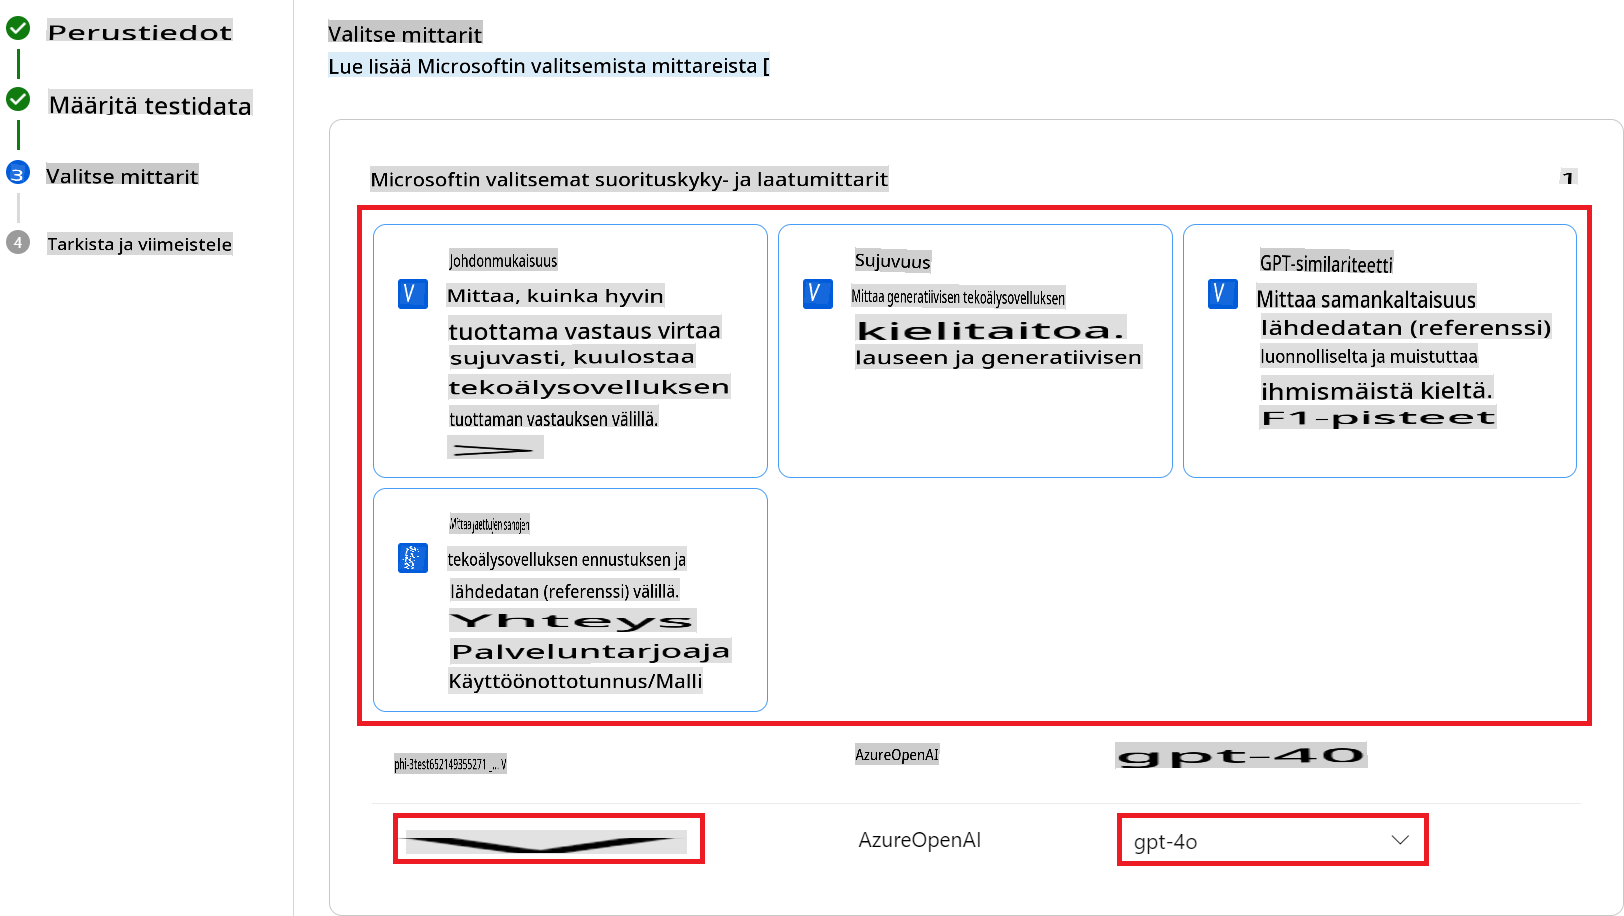 Perustiedot
Määritä testidata
3 Valitse mittarit
4 Tarkista ja viimeistele
Valitse mittarit
Lue lisää Microsoftin valitsemista mittareista [
Microsoftin valitsemat suorituskyky- ja laatumittarit
1
Johdonmukaisuus
V
Mittaa, kuinka hyvin
tuottama vastaus virtaa
sujuvasti, kuulostaa
tekoälysovelluksen
tuottaman vastauksen välillä.
Sujuvuus
V
Mittaa generatiivisen tekoälysovelluksen
kielitaitoa.
lauseen ja generatiivisen
GPT-similariteetti
V
Mittaa samankaltaisuus
lähdedatan (referenssi)
luonnolliselta ja muistuttaa
ihmismäistä kieltä.
F1-pisteet
Mittaa jaettujen sanojen
tekoälysovelluksen ennustuksen ja
lähdedatan (referenssi) välillä.
Yhteys
Palveluntarjoaja
Käyttöönottotunnus/Malli
phi-3test652149355271_... V
AzureOpenAI
gpt-4o
AzureOpenAI
gpt-4o